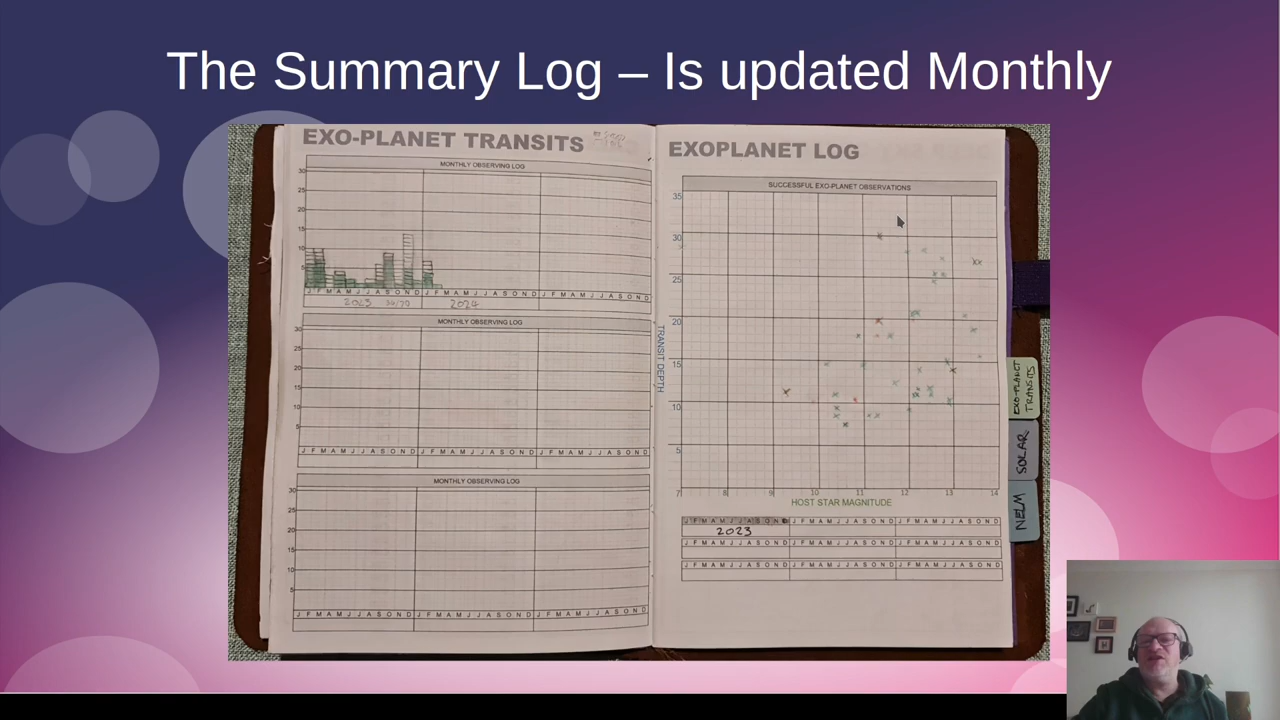 The Summary Log – Is updated Monthly
EXO-PLANET TRANSITS
MONTHLY OBSERVING LOG
30
25
20
15
10
5
J F M A M J J A S O N D J F M A M J J A S O N D J F M A M J J A S O N D
2023 2024
MONTHLY OBSERVING LOG
30
25
20
15
10
5
J F M A M J J A S O N D J F M A M J J A S O N D J F M A M J J A S O N D
MONTHLY OBSERVING LOG
30
25
20
15
10
5
J F M A M J J A S O N D J F M A M J J A S O N D J F M A M J J A S O N D
EXOPLANET LOG
SUCCESSFUL EXO-PLANET OBSERVATIONS
35
30
25
20
15
10
5
TRANSIT DEPTH
7 8 9 10 11 12 13 14
HOST STAR MAGNITUDE
J F M A M J J A S O N D J F M A M J J A S O N D J F M A M J J A S O N D
2023
J F M A M J J A S O N D J F M A M J J A S O N D J F M A M J J A S O N D
J F M A M J J A S O N D J F M A M J J A S O N D J F M A M J J A S O N D
EXO-PLANET
TRANSITS
SOLAR
NELM